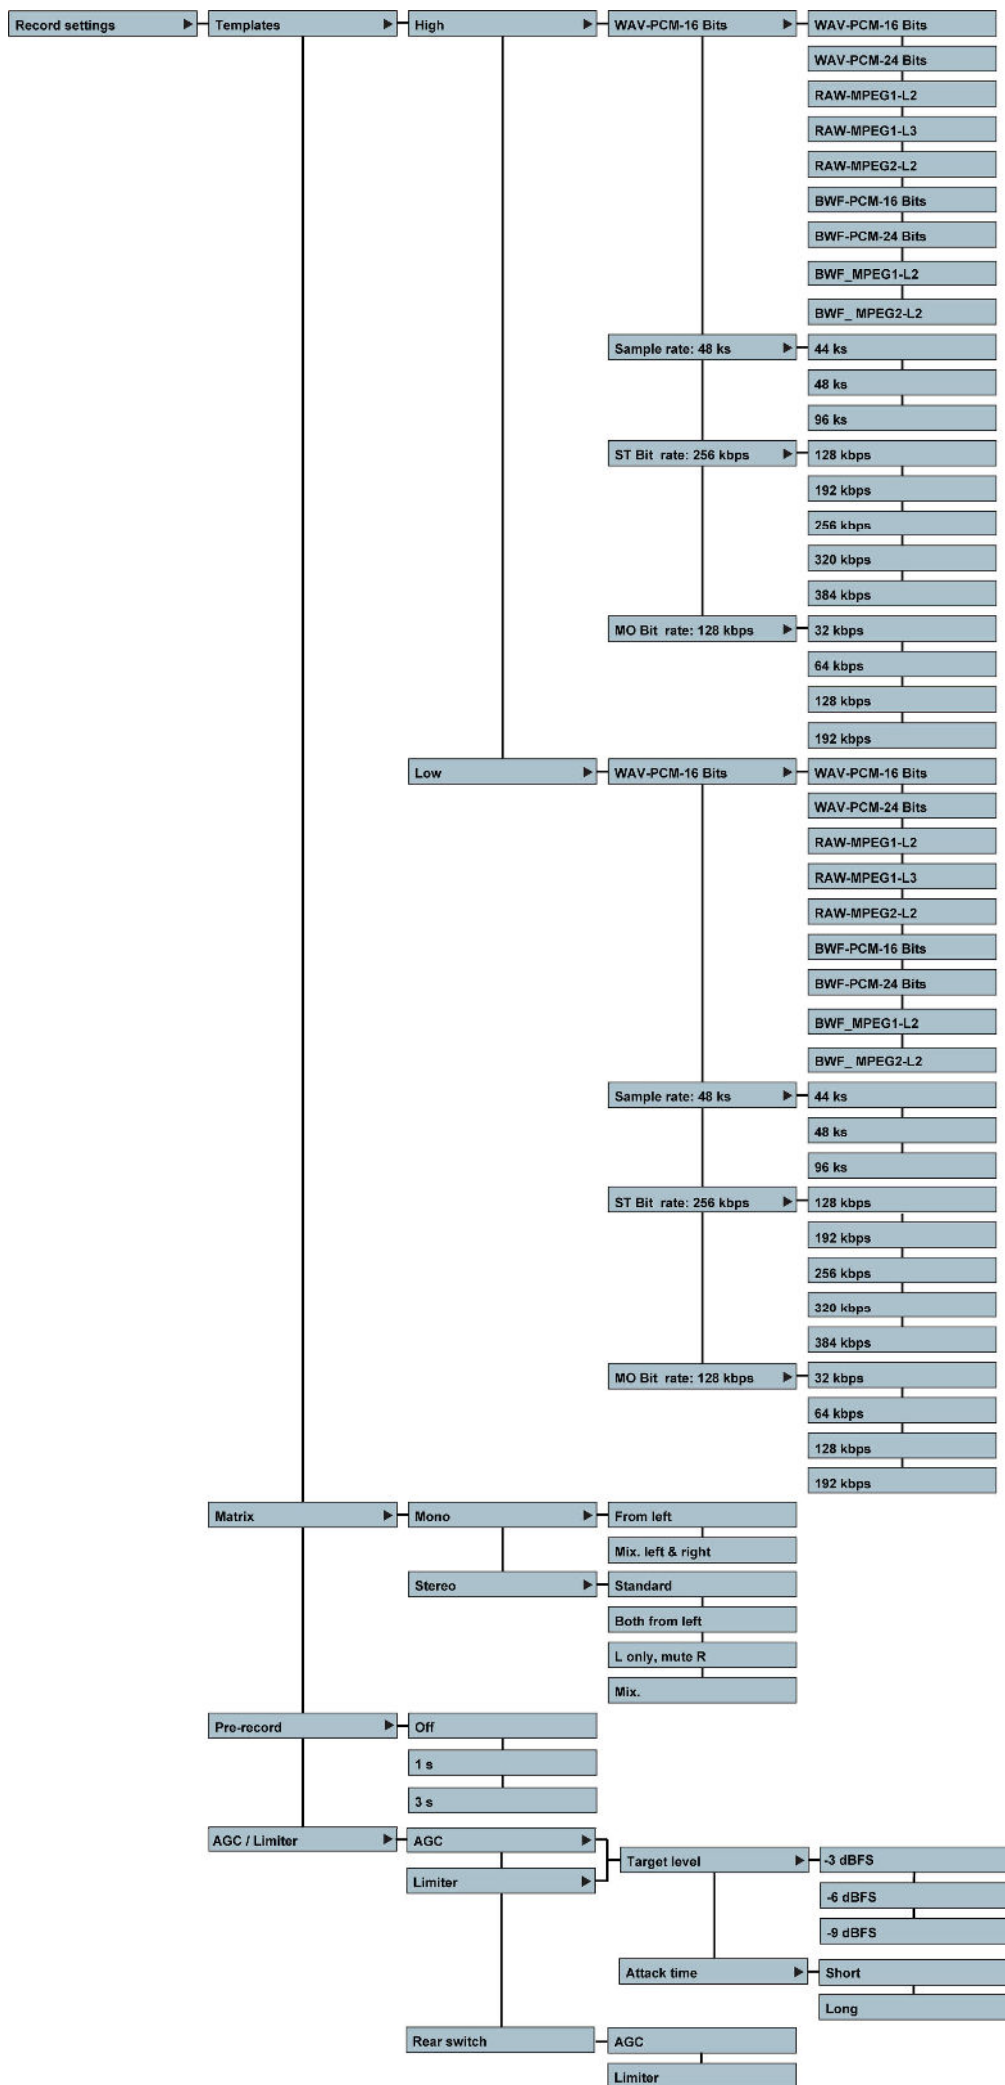 Record settings
Templates
High
WAV-PCM-16 Bits
WAV-PCM-16 Bits
WAV-PCM-24 Bits
RAW-MPEG1-L2
RAW-MPEG1-L3
RAW-MPEG2-L2
BWF-PCM-16 Bits
BWF-PCM-24 Bits
BWF_MPEG1-L2
BWF_ MPEG2-L2
Sample rate: 48 ks
44 ks
48 ks
96 ks
ST Bit rate: 256 kbps
128 kbps
192 kbps
256 kbps
320 kbps
384 kbps
MO Bit rate: 128 kbps
32 kbps
64 kbps
128 kbps
192 kbps
Low
WAV-PCM-16 Bits
WAV-PCM-16 Bits
WAV-PCM-24 Bits
RAW-MPEG1-L2
RAW-MPEG1-L3
RAW-MPEG2-L2
BWF-PCM-16 Bits
BWF-PCM-24 Bits
BWF_MPEG1-L2
BWF_ MPEG2-L2
Sample rate: 48 ks
44 ks
48 ks
96 ks
ST Bit rate: 256 kbps
128 kbps
192 kbps
256 kbps
320 kbps
384 kbps
MO Bit rate: 128 kbps
32 kbps
64 kbps
128 kbps
192 kbps
Matrix
Mono
From left
Mix. left & right
Stereo
Standard
Both from left
L only, mute R
Mix.
Pre-record
Off
1 s
3 s
AGC / Limiter
AGC
Limiter
Target level
-3 dBFS
-6 dBFS
-9 dBFS
Attack time
Short
Long
Rear switch
AGC
Limiter